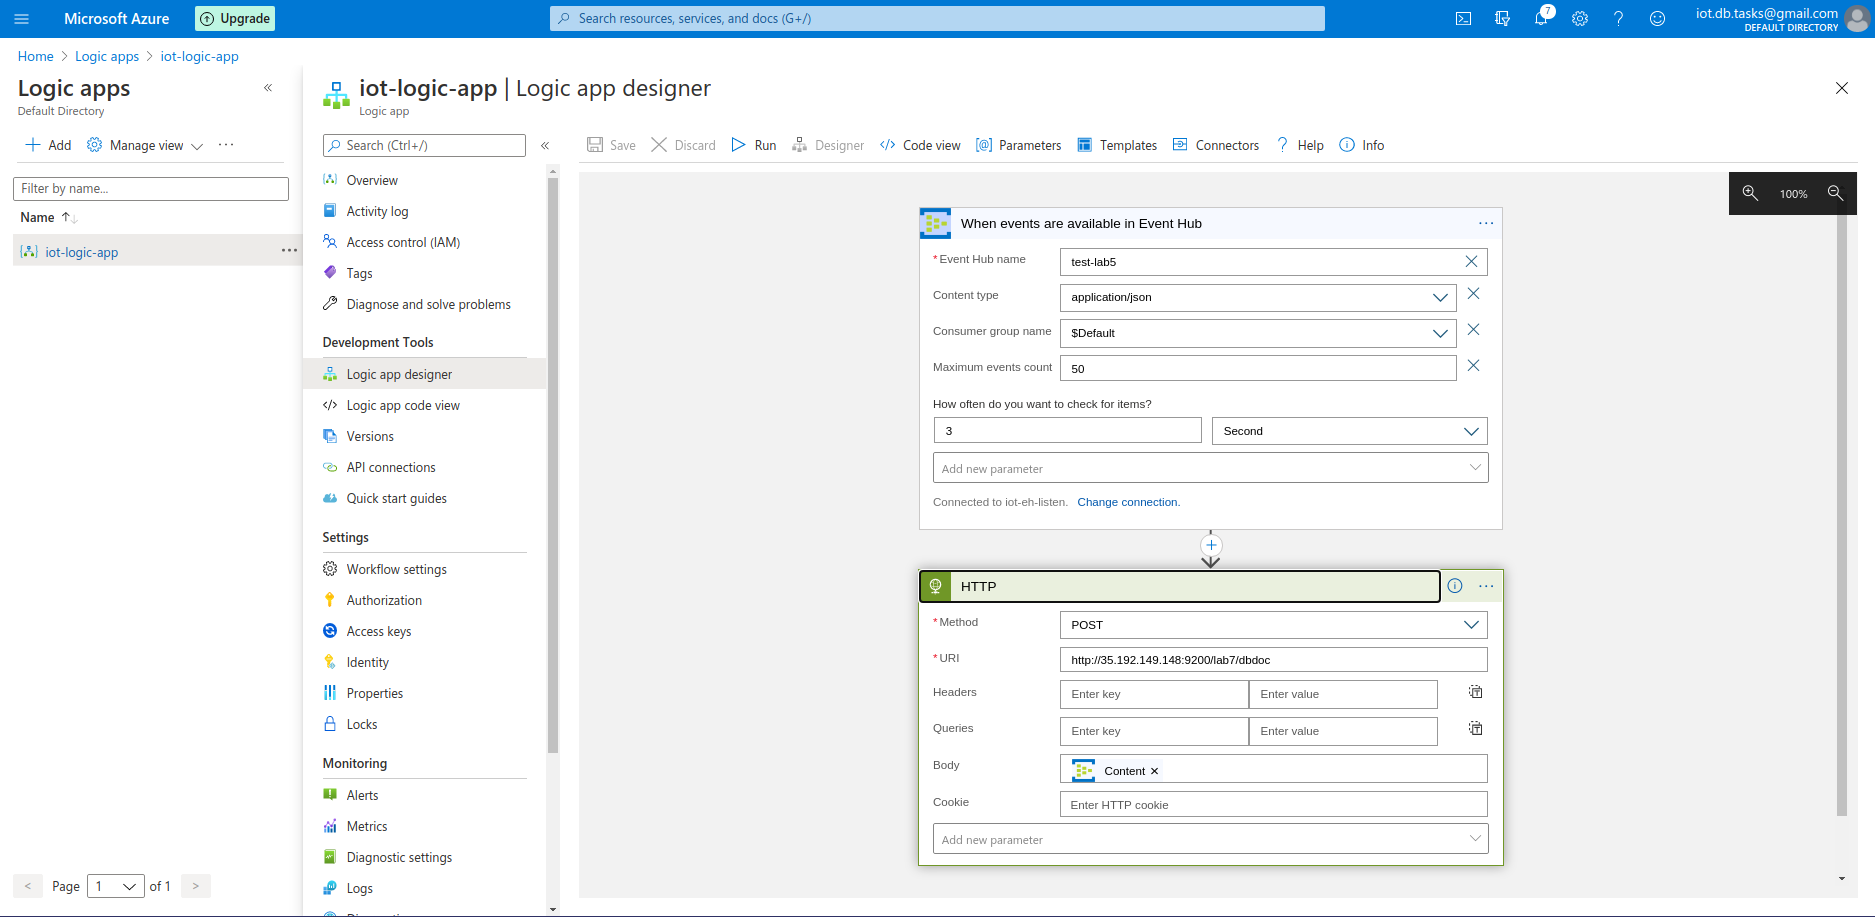 Microsoft Azure
Upgrade
Search resources, services, and docs (G+/)
7
iot.db.tasks@gmail.com
DEFAULT DIRECTORY
Home > Logic apps > iot-logic-app
Logic apps
«
Default Directory
+ Add
Manage view
...
Filter by name...
Name
iot-logic-app
...
< Page 1 of 1 >
iot-logic-app | Logic app designer
Logic app
Search (Ctrl+/)
«
Overview
Activity log
Access control (IAM)
Tags
Diagnose and solve problems
Development Tools
Logic app designer
Logic app code view
Versions
API connections
Quick start guides
Settings
Workflow settings
Authorization
Access keys
Identity
Properties
Locks
Monitoring
Alerts
Metrics
Diagnostic settings
Logs
Save
Discard
Run
Designer
Code view
Parameters
Templates
Connectors
Help
Info
100%
When events are available in Event Hub
...
* Event Hub name
test-lab5
Content type
application/json
Consumer group name
$Default
Maximum events count
50
How often do you want to check for items?
3
Second
Add new parameter
Connected to iot-eh-listen. Change connection.
HTTP
...
* Method
POST
* URI
http://35.192.149.148:9200/lab7/dbdoc
Headers
Enter key
Enter value
Queries
Enter key
Enter value
Body
Content ×
Cookie
Enter HTTP cookie
Add new parameter